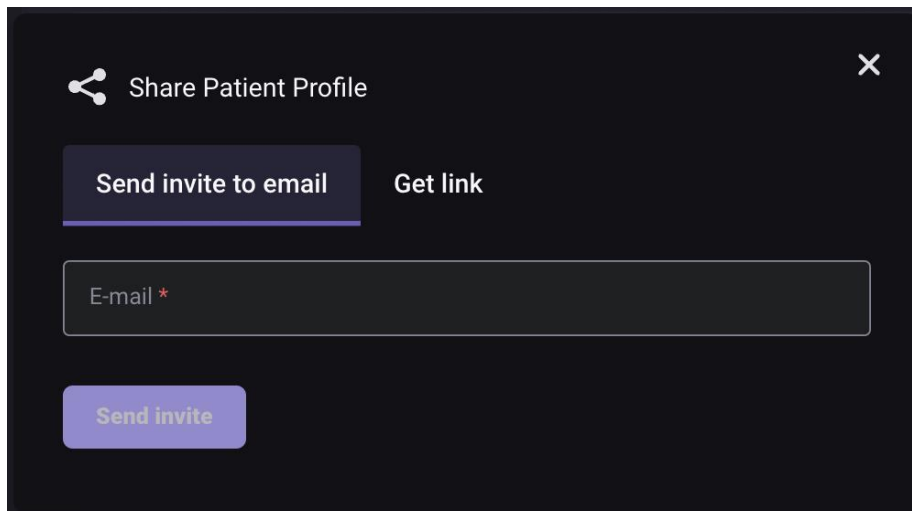 Share Patient Profile
Send invite to email
Get link
E-mail *
Send invite